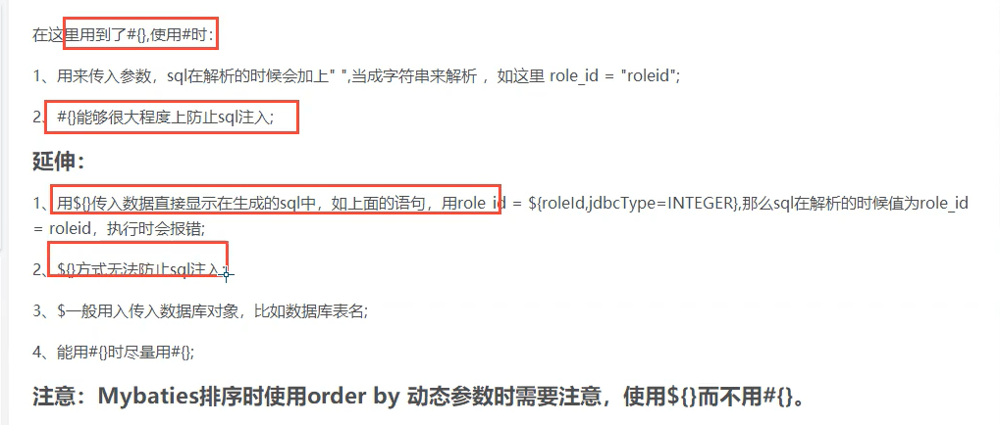 在这里用到了#{},使用#时：
1、用来传入参数，sql在解析的时候会加上" ",当成字符串来解析 ，如这里 role_id = "roleid";
2、#{}能够很大程度上防止sql注入;
延伸：
1、用${}传入数据直接显示在生成的sql中，如上面的语句，用role_id = ${roleId,jdbcType=INTEGER},那么sql在解析的时候值为role_id
= roleid，执行时会报错;
2、${}方式无法防止sql注入;
3、$一般用入传入数据库对象，比如数据库表名;
4、能用#{}时尽量用#{};
注意：Mybaties排序时使用order by 动态参数时需要注意，使用${}而不用#{}。